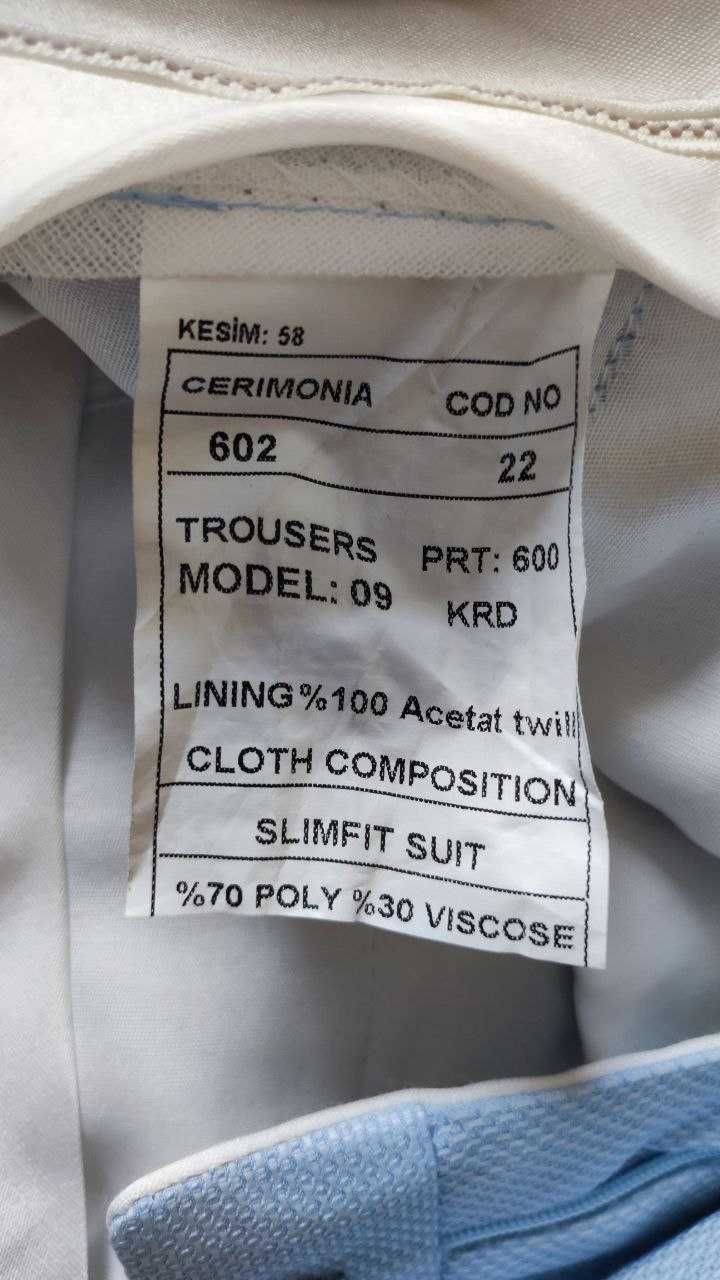 KESİM: 58
CERIMONIA COD NO
602 22
TROUSERS PRT: 600
MODEL: 09 KRD
LINING %100 Acetat twill
CLOTH COMPOSITION
SLIMFIT SUIT
%70 POLY %30 VISCOSE